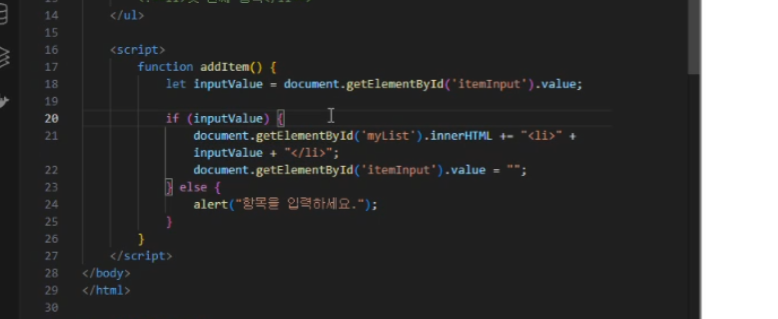 14 </ul>
15
16 <script>
17 function addItem() {
18 let inputValue = document.getElementById('itemInput').value;
19
20 if (inputValue) {
21 document.getElementById('myList').innerHTML += "<li>" +
inputValue + "</li>";
22 document.getElementById('itemInput').value = "";
23 } else {
24 alert("항목을 입력하세요.");
25 }
26 }
27 </script>
28 </body>
29 </html>
30